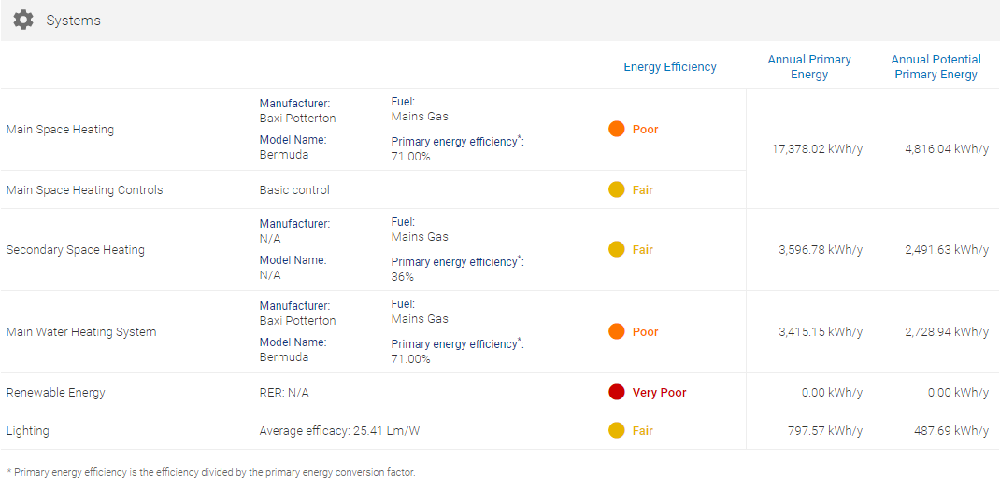 Systems
Energy Efficiency
Annual Primary
Energy
Annual Potential
Primary Energy
Main Space Heating
Manufacturer:
Baxi Potterton
Model Name:
Bermuda
Fuel:
Mains Gas
Primary energy efficiency*:
71.00%
Poor
17,378.02 kWh/y
4,816.04 kWh/y
Main Space Heating Controls
Basic control
Fair
Secondary Space Heating
Manufacturer:
N/A
Model Name:
N/A
Fuel:
Mains Gas
Primary energy efficiency*:
36%
Fair
3,596.78 kWh/y
2,491.63 kWh/y
Main Water Heating System
Manufacturer:
Baxi Potterton
Model Name:
Bermuda
Fuel:
Mains Gas
Primary energy efficiency*:
71.00%
Poor
3,415.15 kWh/y
2,728.94 kWh/y
Renewable Energy
RER: N/A
Very Poor
0.00 kWh/y
0.00 kWh/y
Lighting
Average efficacy: 25.41 Lm/W
Fair
797.57 kWh/y
487.69 kWh/y
* Primary energy efficiency is the efficiency divided by the primary energy conversion factor.